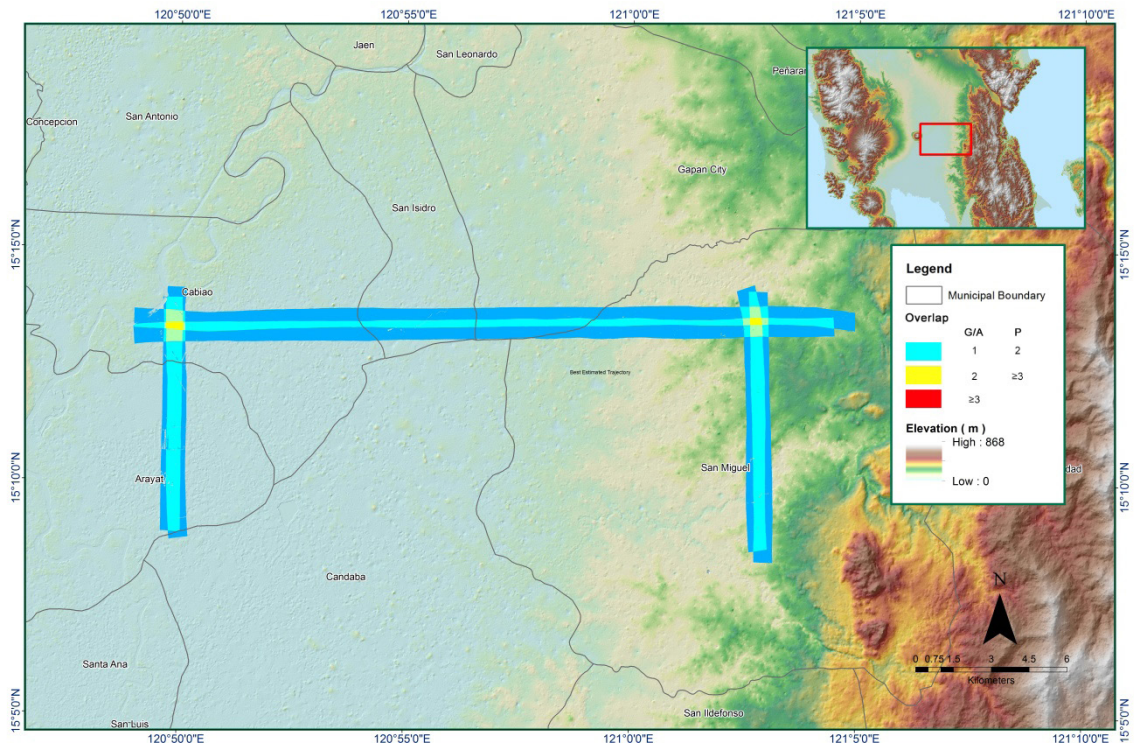 120°50'0"E
120°55'0"E
121°0'0"E
121°5'0"E
121°10'0"E
Jaen
San Leonardo
Concepcion
San Antonio
Gapan City
San Isidro
15°15'0"N
15°15'0"N
Cabiao
Best Estimated Trajectory
Arayat
San Miguel
15°10'0"N
15°10'0"N
Candaba
Santa Ana
San Luis
San Ildefonso
15°5'0"N
15°5'0"N
Legend
Municipal Boundary
Overlap
G/A P
1 2
2 ≥3
≥3
Elevation ( m )
High : 868
Low : 0
N
0 0.75 1.5 3 4.5 6
Kilometers
120°50'0"E
120°55'0"E
121°0'0"E
121°5'0"E
121°10'0"E